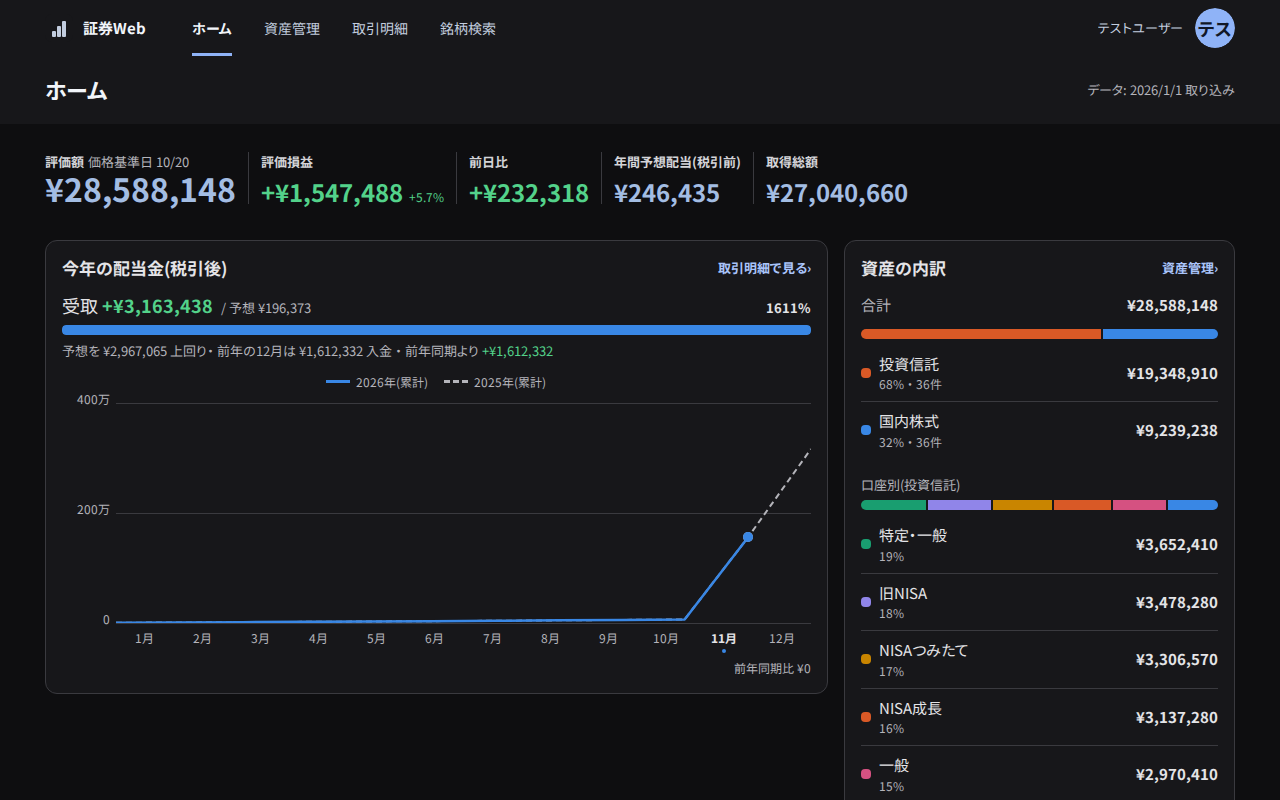 証券Web ホーム 資産管理 取引明細 銘柄検索 テストユーザー テス
ホーム データ: 2026/1/1 取り込み
評価額 価格基準日 10/20 評価損益 前日比 年間予想配当(税引前) 取得総額
¥28,588,148 +¥1,547,488 +5.7% +¥232,318 ¥246,435 ¥27,040,660
今年の配当金(税引後) 取引明細で見る›
受取 +¥3,163,438 / 予想 ¥196,373 1611%
予想を ¥2,967,065 上回り・前年の12月は ¥1,612,332 入金・前年同期より +¥1,612,332
2026年(累計) 2025年(累計)
400万
200万
0
1月 2月 3月 4月 5月 6月 7月 8月 9月 10月 11月 12月
前年同期比 ¥0
資産の内訳 資産管理›
合計 ¥28,588,148
投資信託 ¥19,348,910
68%・36件
国内株式 ¥9,239,238
32%・36件
口座別(投資信託)
特定・一般 ¥3,652,410
19%
旧NISA ¥3,478,280
18%
NISAつみたて ¥3,306,570
17%
NISA成長 ¥3,137,280
16%
一般 ¥2,970,410
15%